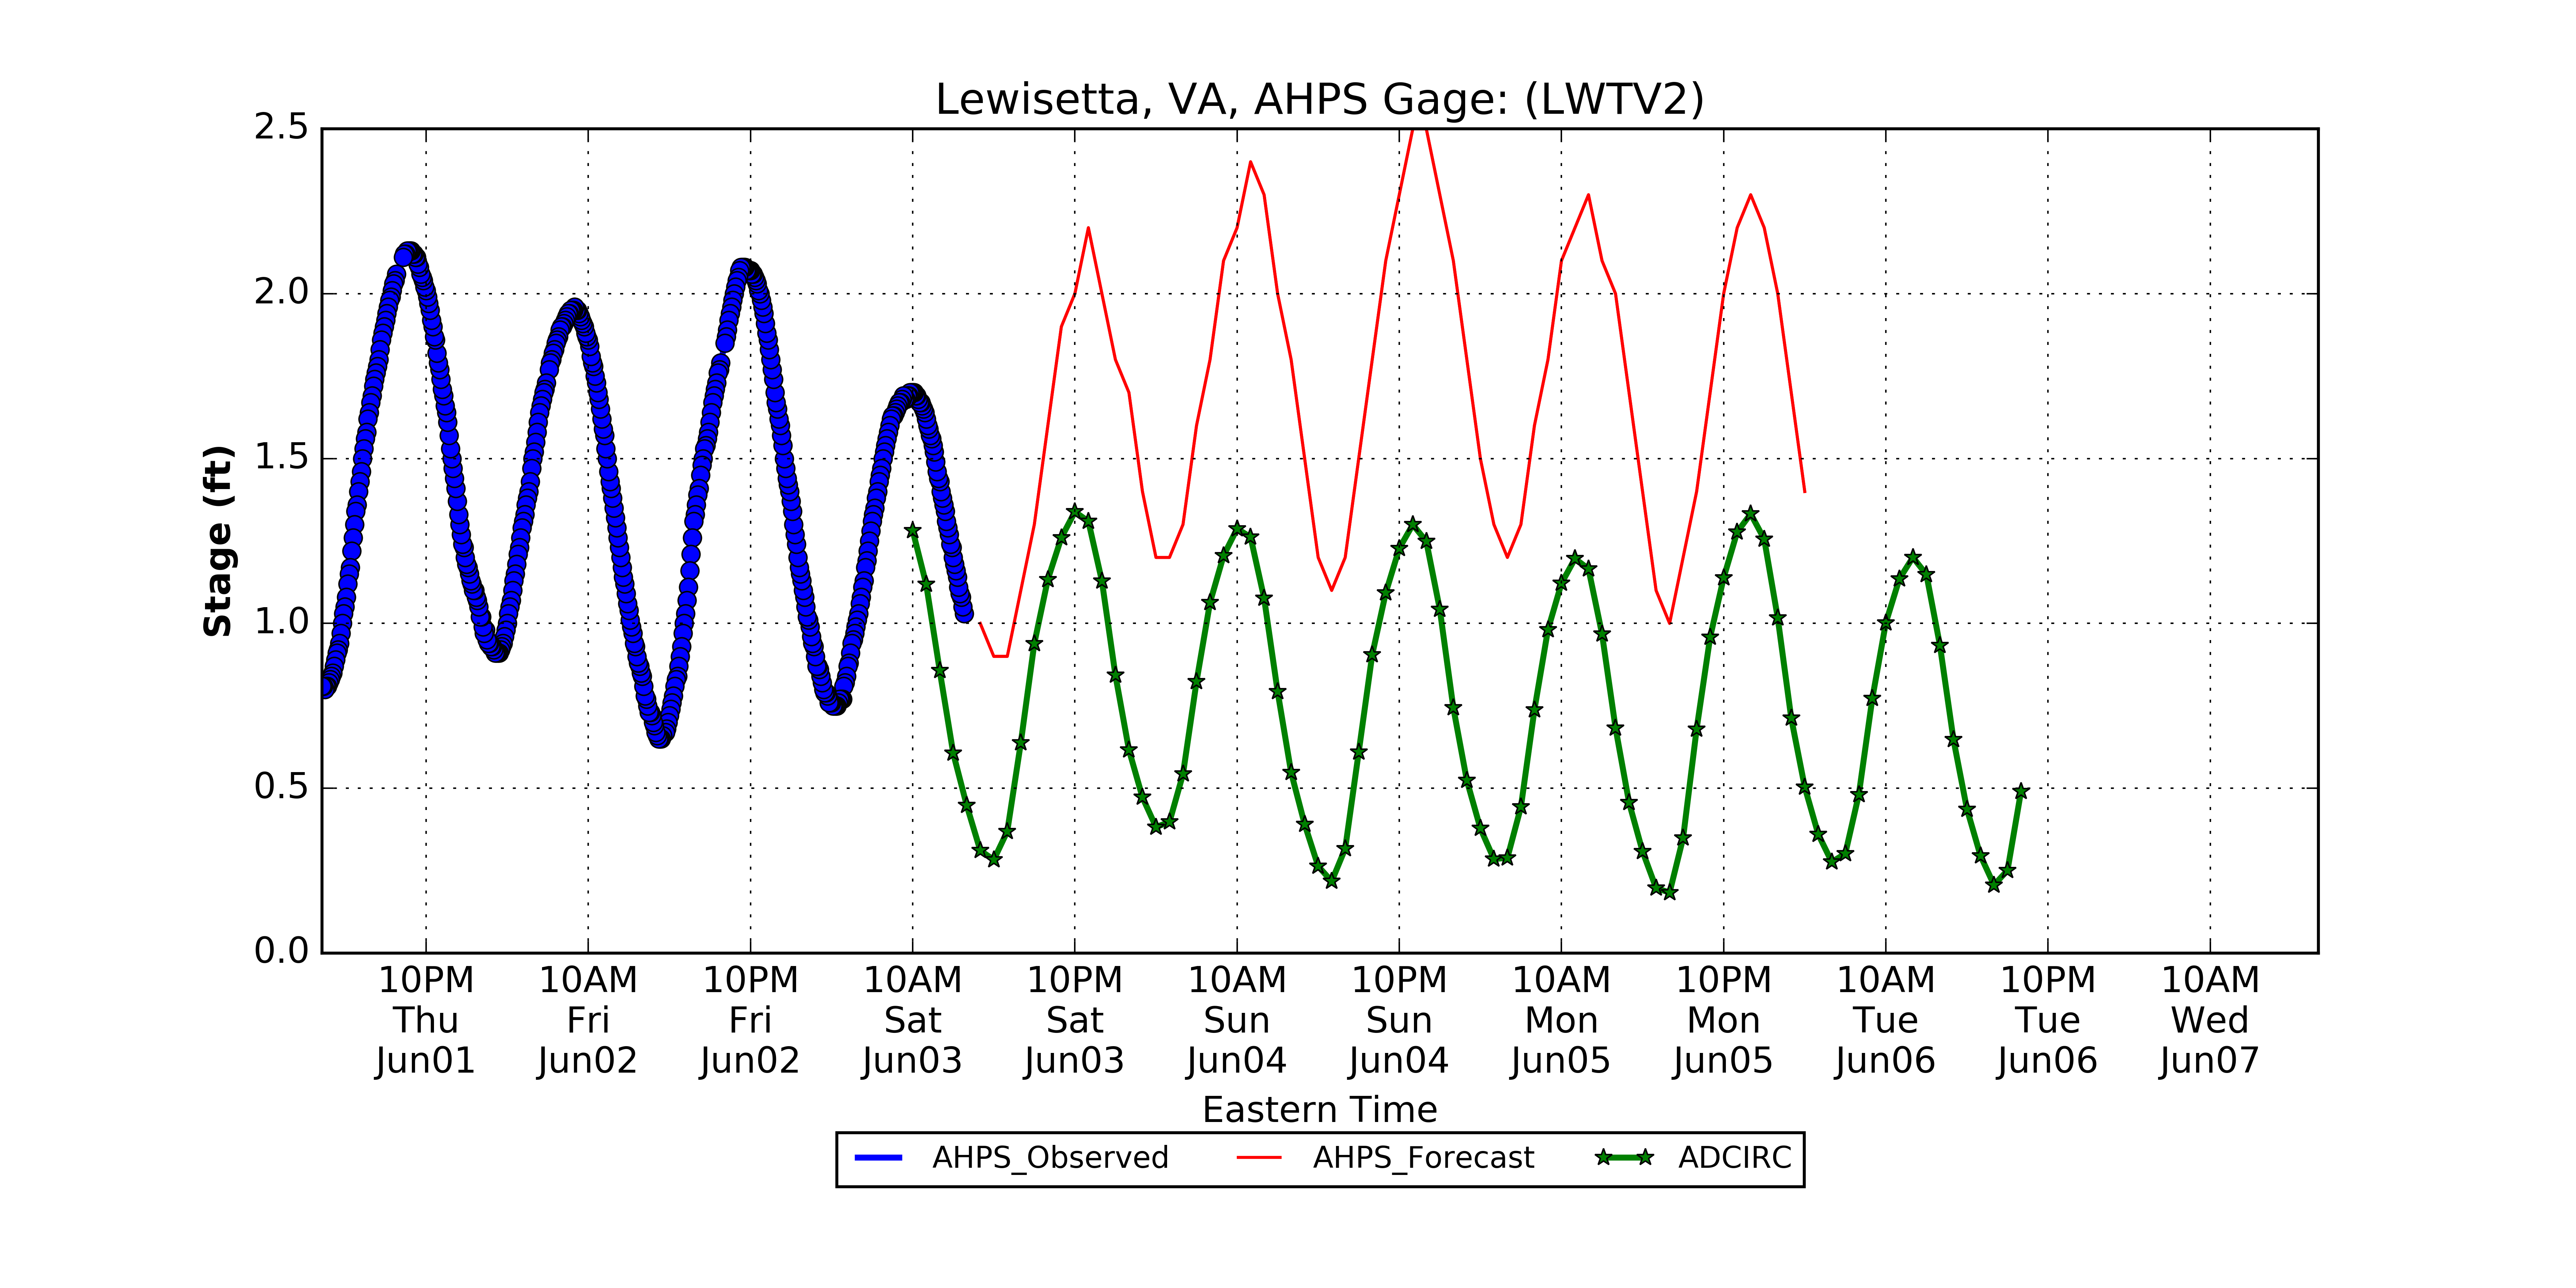 Lewisetta, VA, AHPS Gage: (LWTV2)
2.5
2.0
1.5
1.0
0.5
0.0
Stage (ft)
10PM 10AM 10PM 10AM 10PM 10AM 10PM 10AM 10PM 10AM 10PM 10AM
Thu Fri Fri Sat Sat Sun Sun Mon Mon Tue Tue Wed
Jun01 Jun02 Jun02 Jun03 Jun03 Jun04 Jun04 Jun05 Jun05 Jun06 Jun06 Jun07
Eastern Time
AHPS_Observed AHPS_Forecast ADCIRC